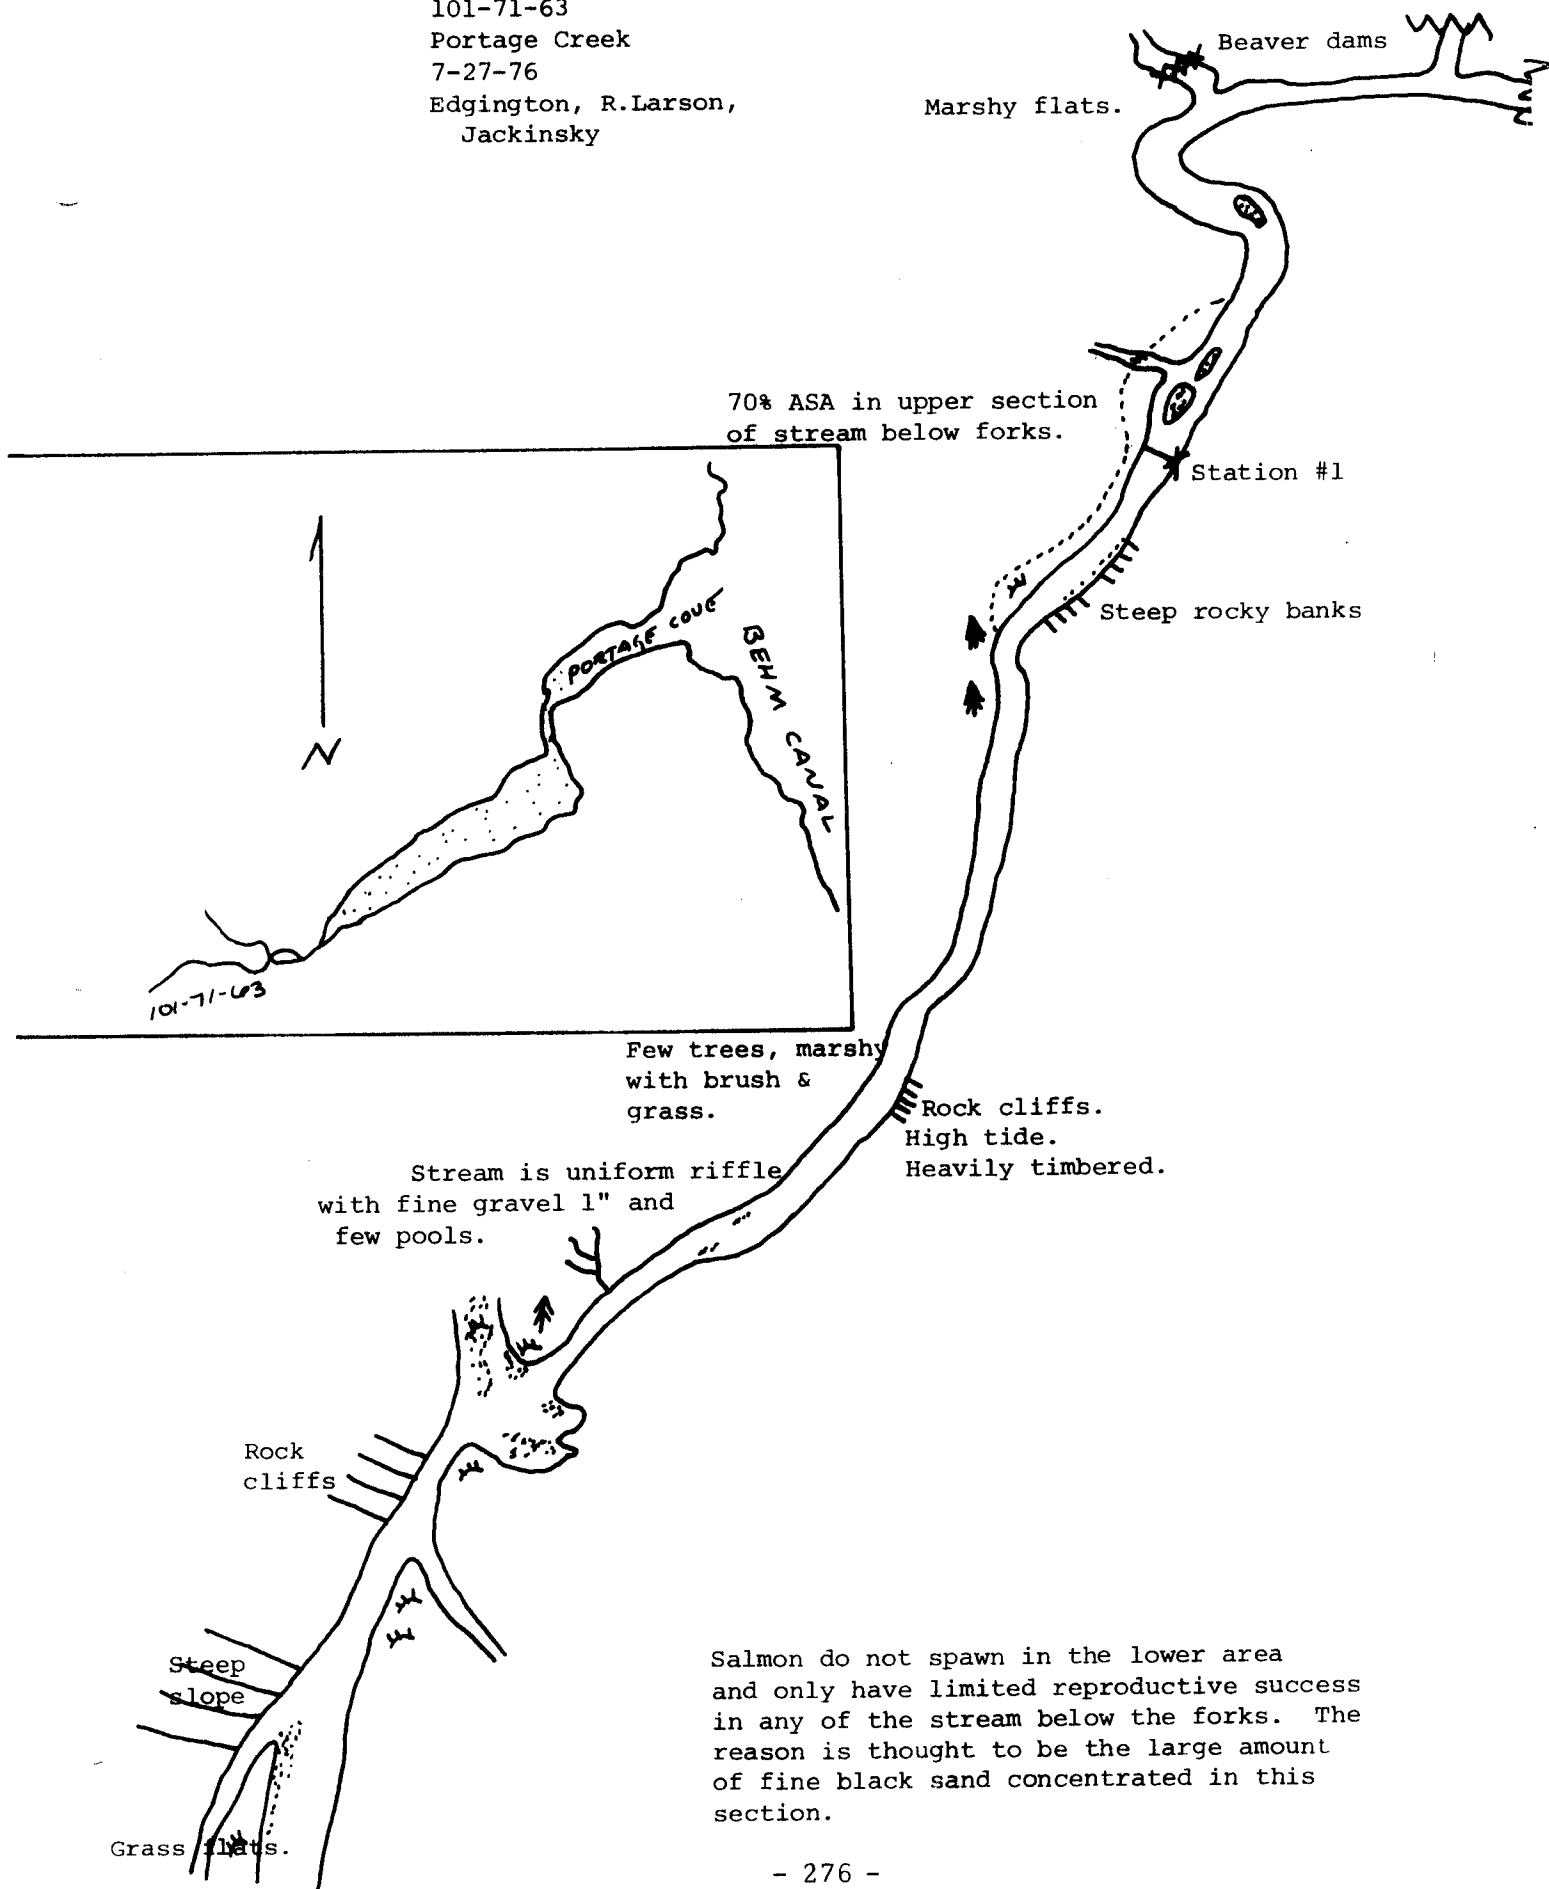 101-71-63
Portage Creek
7-27-76
Edgington, R.Larson,
Jackinsky
Beaver dams
Marshy flats.
70% ASA in upper section
of stream below forks.
Station #1
Steep rocky banks
PORTAGE COVE
BEHM CANAL
N
101-71-63
Few trees, marshy
with brush &
grass.
Rock cliffs.
High tide.
Heavily timbered.
Stream is uniform riffle
with fine gravel 1" and
few pools.
Rock
cliffs
Steep
slope
Grass flats.
Salmon do not spawn in the lower area
and only have limited reproductive success
in any of the stream below the forks. The
reason is thought to be the large amount
of fine black sand concentrated in this
section.
- 276 -